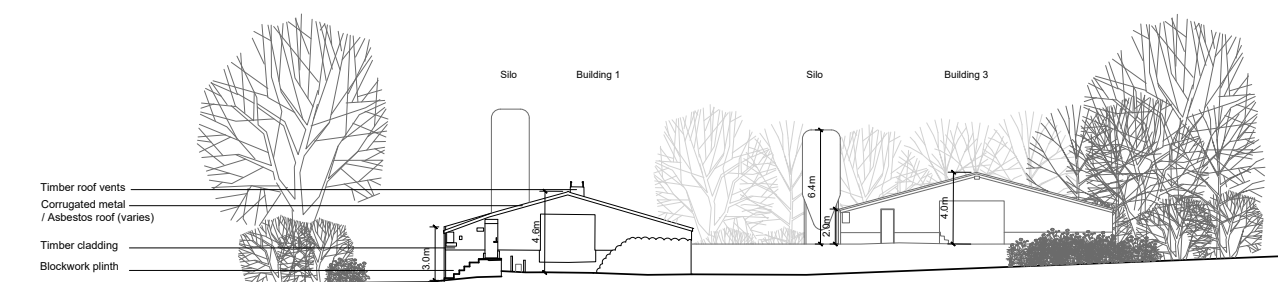 Silo
Building 1
Silo
Building 3
Timber roof vents
Corrugated metal
/ Asbestos roof (varies)
Timber cladding
Blockwork plinth
3.0m
4.6m
6.4m
2.0m
4.0m